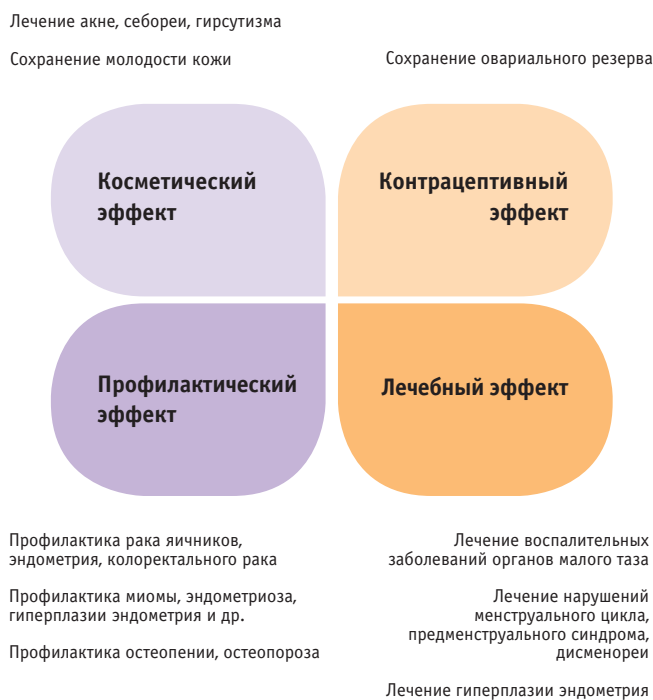 Лечение акне, себореи, гирсутизма
Сохранение молодости кожи
Сохранение овариального резерва
Косметический
эффект
Контрацептивный
эффект
Профилактический
эффект
Лечебный эффект
Профилактика рака яичников,
эндометрия, колоректального рака
Профилактика миомы, эндометриоза,
гиперплазии эндометрия и др.
Профилактика остеопении, остеопороза
Лечение воспалительных
заболеваний органов малого таза
Лечение нарушений
менструального цикла,
предменструального синдрома,
дисменореи
Лечение гиперплазии эндометрия